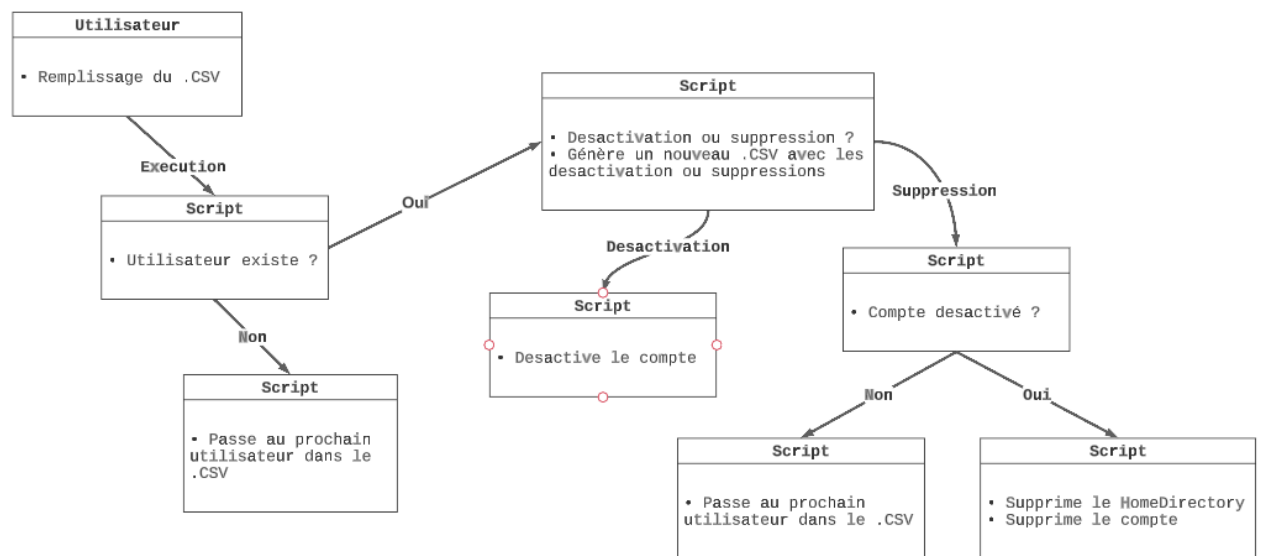 Utilisateur
• Remplissage du .CSV
Execution
Script
• Utilisateur existe ?
Non
Script
• Passe au prochain
utilisateur dans le
.CSV
Oui
Script
• Desactivation ou suppression ?
• Génère un nouveau .CSV avec les
desactivation ou suppressions
Desactivation
Script
• Desactive le compte
Suppression
Script
• Compte desactivé ?
Non
Script
• Passe au prochain
utilisateur dans le .CSV
Oui
Script
• Supprime le HomeDirectory
• Supprime le compte